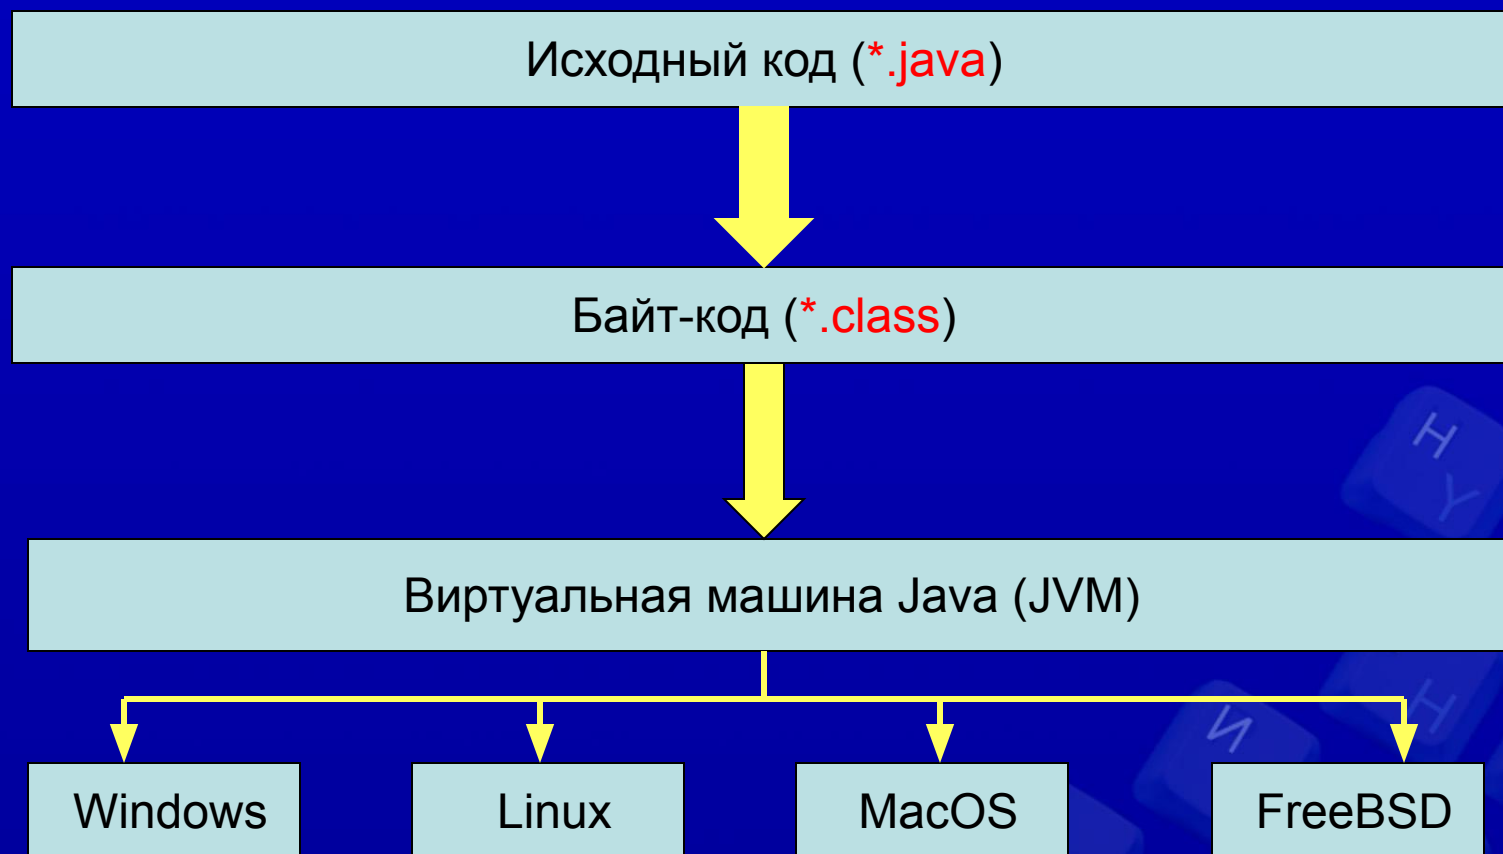 Исходный код (*.java)
Байт-код (*.class)
Виртуальная машина Java (JVM)
Windows Linux MacOS FreeBSD
Н
Y
И
Н